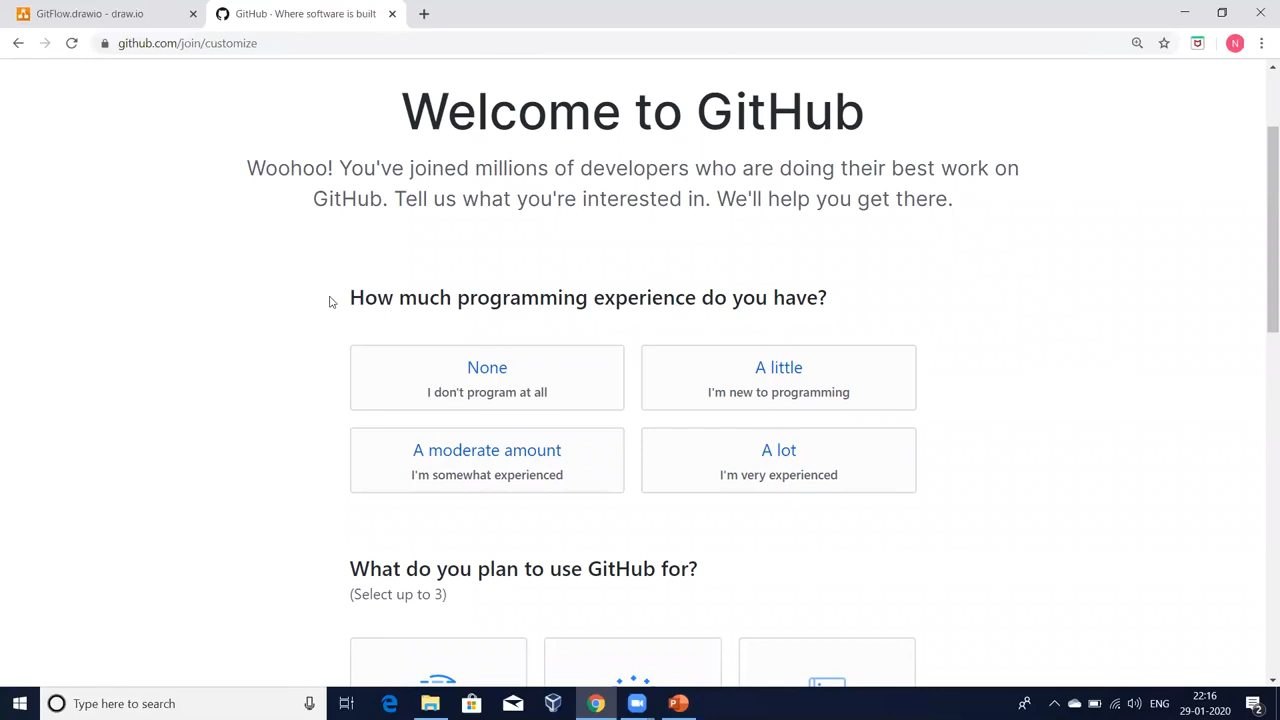 GitFlow.drawio - draw.io
GitHub · Where software is built
github.com/join/customize
N
Welcome to GitHub
Woohoo! You've joined millions of developers who are doing their best work on
GitHub. Tell us what you're interested in. We'll help you get there.
How much programming experience do you have?
None
I don't program at all
A little
I'm new to programming
A moderate amount
I'm somewhat experienced
A lot
I'm very experienced
What do you plan to use GitHub for?
(Select up to 3)
Type here to search
ENG
22:16
29-01-2020
2